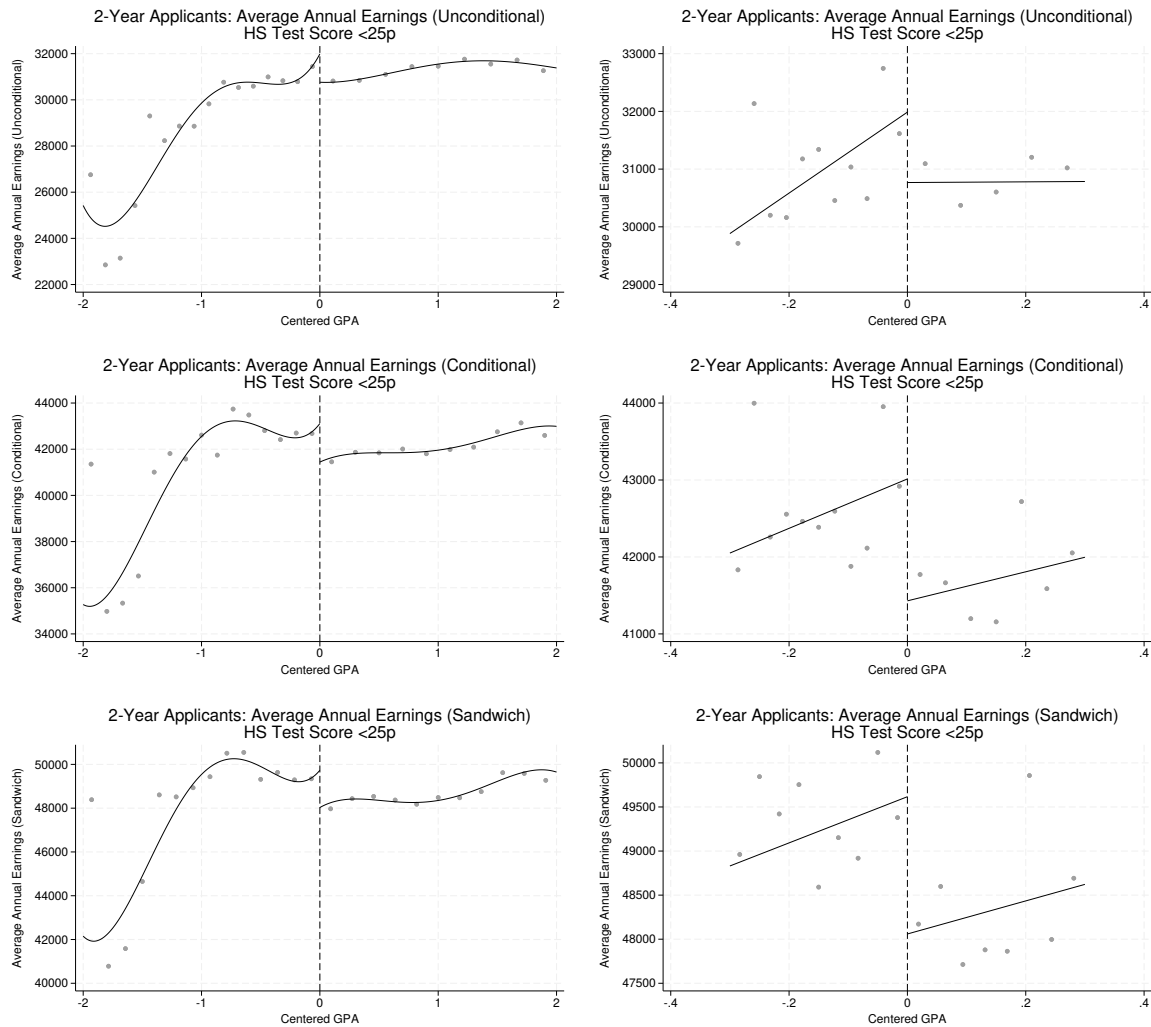 2-Year Applicants: Average Annual Earnings (Unconditional)
HS Test Score <25p
Average Annual Earnings (Unconditional)
32000
30000
28000
26000
24000
22000
-2
-1
0
1
2
Centered GPA
2-Year Applicants: Average Annual Earnings (Unconditional)
HS Test Score <25p
Average Annual Earnings (Unconditional)
33000
32000
31000
30000
29000
-.4
-.2
0
.2
.4
Centered GPA
2-Year Applicants: Average Annual Earnings (Conditional)
HS Test Score <25p
Average Annual Earnings (Conditional)
44000
42000
40000
38000
36000
34000
-2
-1
0
1
2
Centered GPA
2-Year Applicants: Average Annual Earnings (Conditional)
HS Test Score <25p
Average Annual Earnings (Conditional)
44000
43000
42000
41000
-.4
-.2
0
.2
.4
Centered GPA
2-Year Applicants: Average Annual Earnings (Sandwich)
HS Test Score <25p
Average Annual Earnings (Sandwich)
50000
48000
46000
44000
42000
40000
-2
-1
0
1
2
Centered GPA
2-Year Applicants: Average Annual Earnings (Sandwich)
HS Test Score <25p
Average Annual Earnings (Sandwich)
50000
49500
49000
48500
48000
47500
-.4
-.2
0
.2
.4
Centered GPA